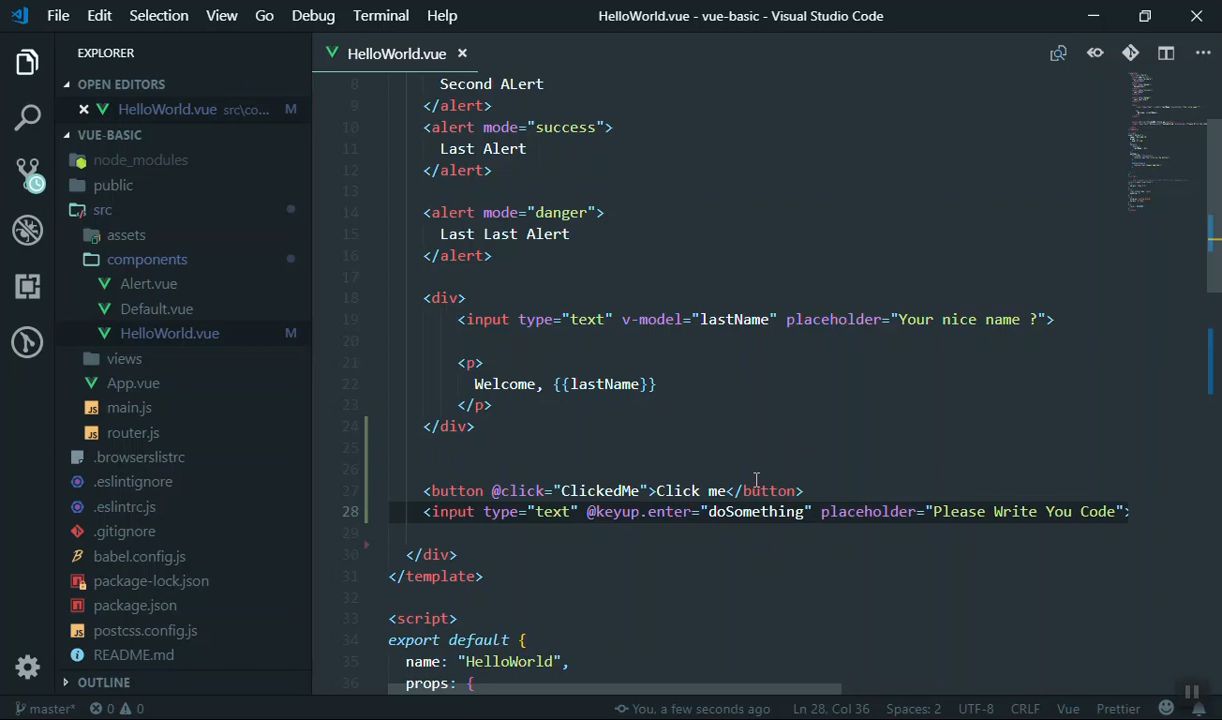 File Edit Selection View Go Debug Terminal Help HelloWorld.vue - vue-basic - Visual Studio Code
EXPLORER
OPEN EDITORS
HelloWorld.vue src\co... M
VUE-BASIC
node_modules
public
src
assets
components
Alert.vue
Default.vue
HelloWorld.vue M
views
App.vue
JS main.js
JS router.js
.browserslistrc
.eslintignore
.eslintrc.js
.gitignore
babel.config.js
package-lock.json
package.json
JS postcss.config.js
README.md
OUTLINE
HelloWorld.vue
8 Second ALert
9 </alert>
10 <alert mode="success">
11 Last Alert
12 </alert>
13
14 <alert mode="danger">
15 Last Last Alert
16 </alert>
17
18 <div>
19 <input type="text" v-model="lastName" placeholder="Your nice name ?">
20
21 <p>
22 Welcome, {{lastName}}
23 </p>
24 </div>
25
26
27 <button @click="ClickedMe">Click me</button>
28 <input type="text" @keyup.enter="doSomething" placeholder="Please Write You Code">
29
30 </div>
31 </template>
32
33 <script>
34 export default {
35 name: "HelloWorld",
36 props: {
master* 0 0 You, a few seconds ago Ln 28, Col 36 Spaces: 2 UTF-8 CRLF Vue Prettier